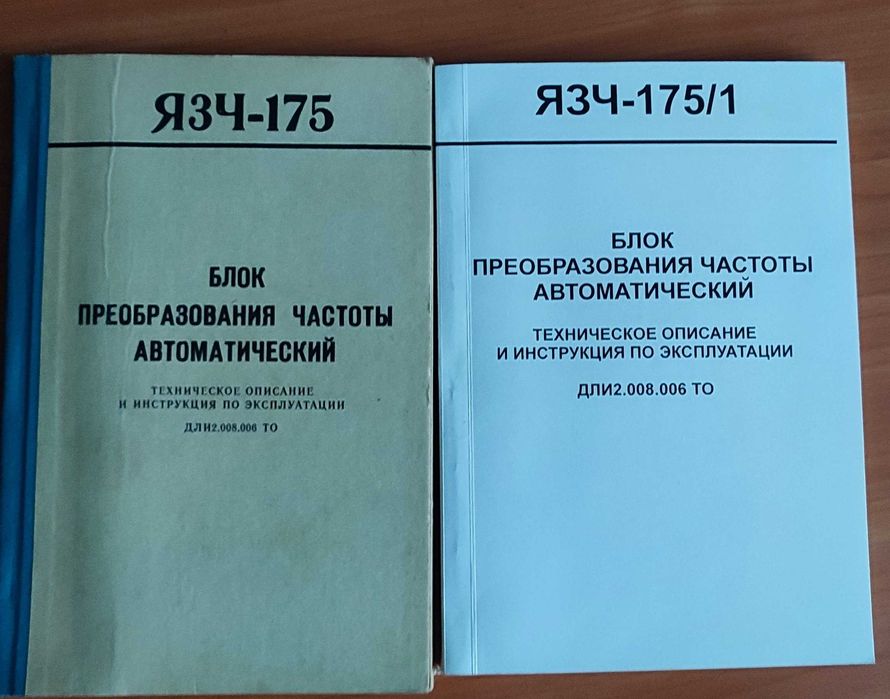 ЯЗЧ-175
БЛОК
ПРЕОБРАЗОВАНИЯ ЧАСТОТЫ
АВТОМАТИЧЕСКИЙ
ТЕХНИЧЕСКОЕ ОПИСАНИЕ
И ИНСТРУКЦИЯ ПО ЭКСПЛУАТАЦИИ
ДЛИ2.008.006 ТО
ЯЗЧ-175/1
БЛОК
ПРЕОБРАЗОВАНИЯ ЧАСТОТЫ
АВТОМАТИЧЕСКИЙ
ТЕХНИЧЕСКОЕ ОПИСАНИЕ
И ИНСТРУКЦИЯ ПО ЭКСПЛУАТАЦИИ
ДЛИ2.008.006 ТО